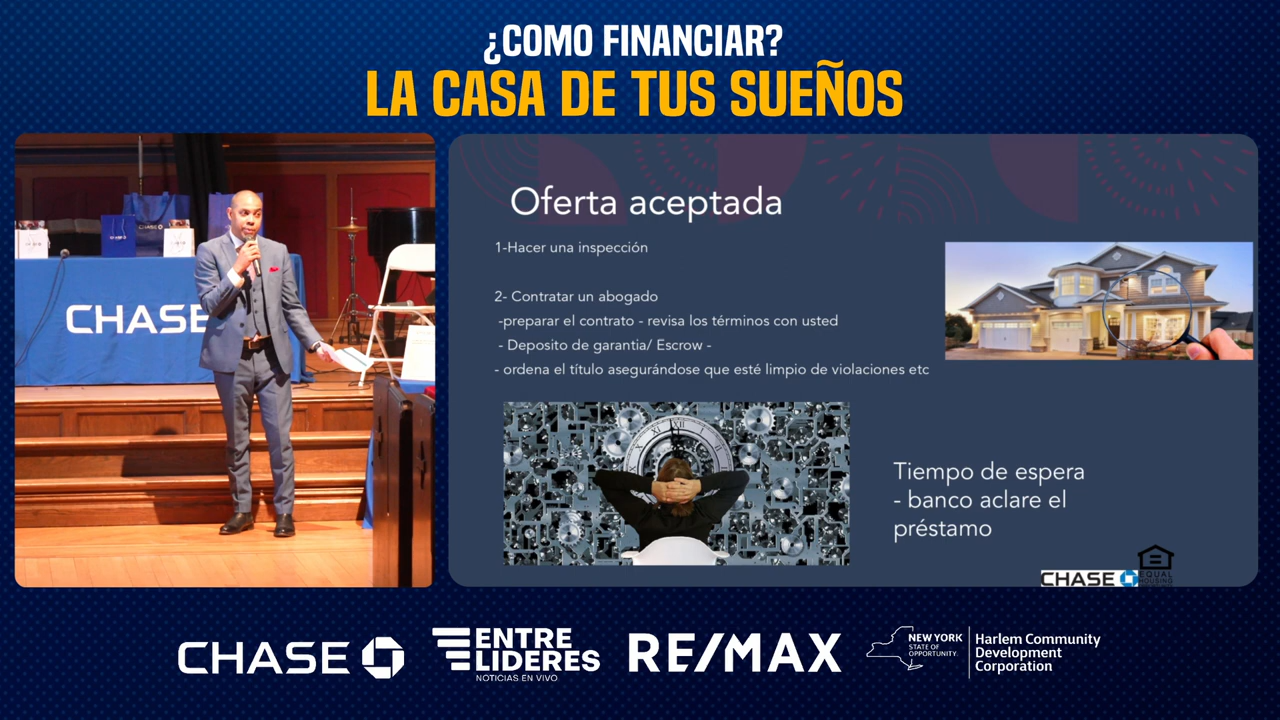 ¿COMO FINANCIAR?
LA CASA DE TUS SUEÑOS
CHASE
CHASE
Oferta aceptada
1-Hacer una inspección
2- Contratar un abogado
-preparar el contrato - revisa los términos con usted
- Deposito de garantia/ Escrow -
- ordena el título asegurándose que esté limpio de violaciones etc
Tiempo de espera
- banco aclare el
préstamo
CHASE
EQUAL
HOUSING
CHASE
ENTRE
LIDERES
NOTICIAS EN VIVO
RE/MAX
NEW YORK
STATE OF
OPPORTUNITY.
Harlem Community
Development
Corporation